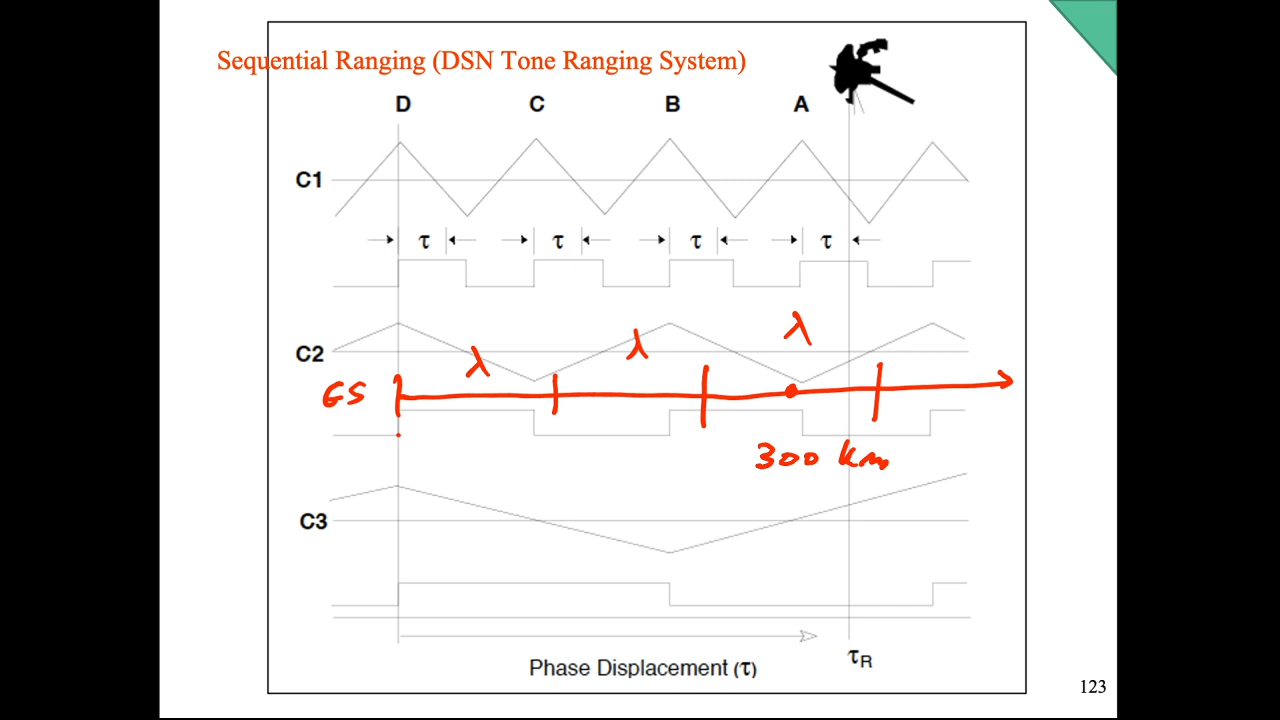 Sequential Ranging (DSN Tone Ranging System)
D C B A
C1
τ τ τ τ
λ
C2 λ λ
GS
300 km
C3
τR
Phase Displacement (τ)
123